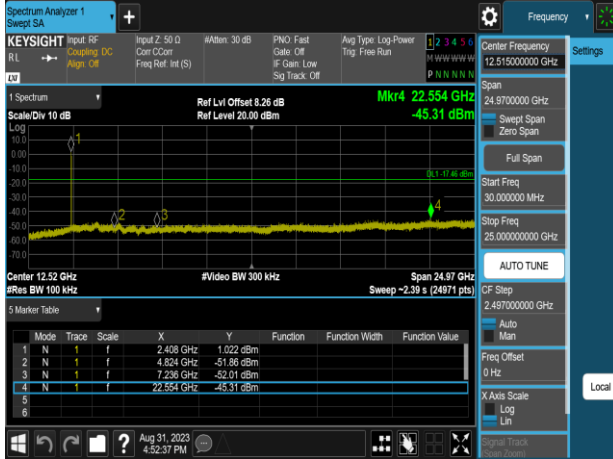 Spectrum Analyzer 1
Swept SA
Frequency
KEYSIGHT
Input: RF
Coupling: DC
Align: Off
Input Z: 50 Ω
Corr CCorr
Freq Ref: Int (S)
#Atten: 30 dB
PNO: Fast
Gate: Off
IF Gain: Low
Sig Track: Off
Avg Type: Log-Power
Trig: Free Run
1 2 3 4 5 6
M W W W W W
P N N N N N
RL
LXI
1 Spectrum
Scale/Div 10 dB
Ref Lvl Offset 8.26 dB
Ref Level 20.00 dBm
Mkr4 22.554 GHz
-45.31 dBm
Log
10.0
0.00
-10.0
-20.0
-30.0
-40.0
-50.0
-60.0
-70.0
1
2
3
4
DL1 -17.46 dBm
Center 12.52 GHz
#Res BW 100 kHz
#Video BW 300 kHz
Span 24.97 GHz
Sweep ~2.39 s (24971 pts)
5 Marker Table
Mode Trace Scale X Y Function Function Width Function Value
1 N 1 f 2.408 GHz 1.022 dBm
2 N 1 f 4.824 GHz -51.86 dBm
3 N 1 f 7.236 GHz -52.01 dBm
4 N 1 f 22.554 GHz -45.31 dBm
5
6
Aug 31, 2023
4:52:37 PM
Center Frequency
12.515000000 GHz
Settings
Span
24.9700000 GHz
Swept Span
Zero Span
Full Span
Start Freq
30.000000 MHz
Stop Freq
25.000000000 GHz
AUTO TUNE
CF Step
2.497000000 GHz
Auto
Man
Freq Offset
0 Hz
X Axis Scale
Log
Lin
Local
Signal Track
(Span Zoom)